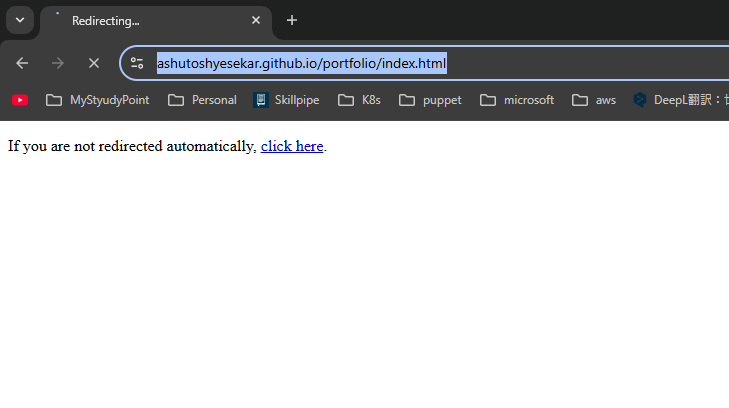 Redirecting...
ashutoshyesekar.github.io/portfolio/index.html
MyStyudyPoint Personal Skillpipe K8s puppet microsoft aws DeepL翻訳：
If you are not redirected automatically, click here.